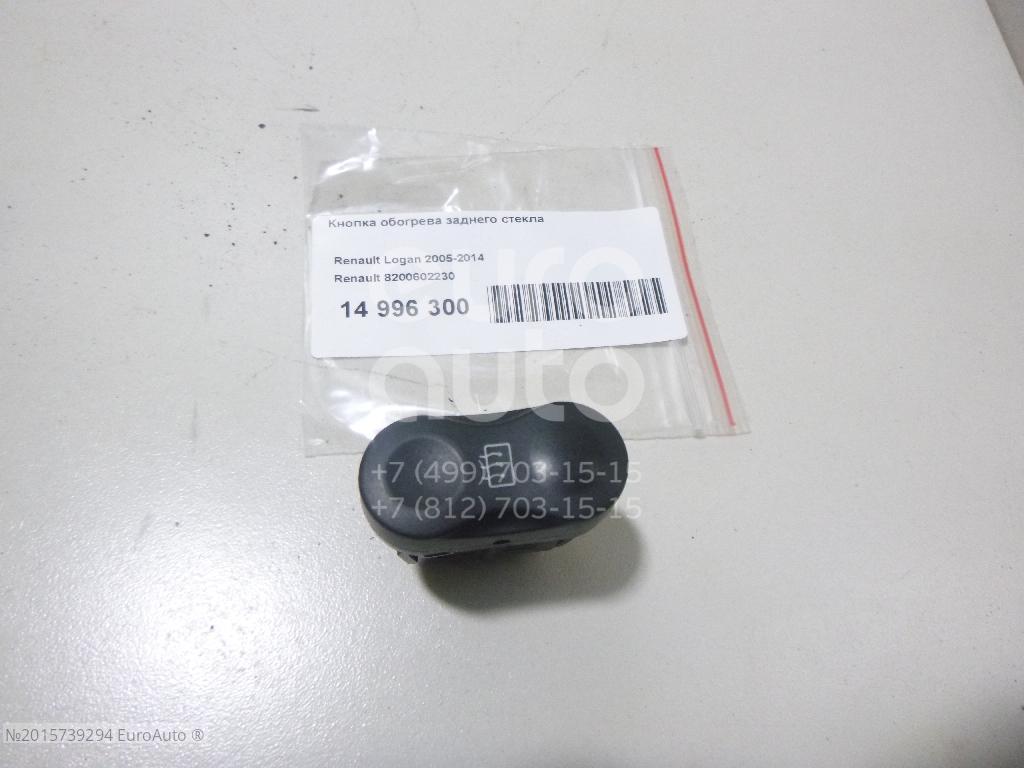 Кнопка обогрева заднего стекла
Renault Logan 2005-2014
Renault 8200602230
14 996 300
euro
auto
+7 (499) 703-15-15
+7 (812) 703-15-15
№2015739294 EuroAuto ®